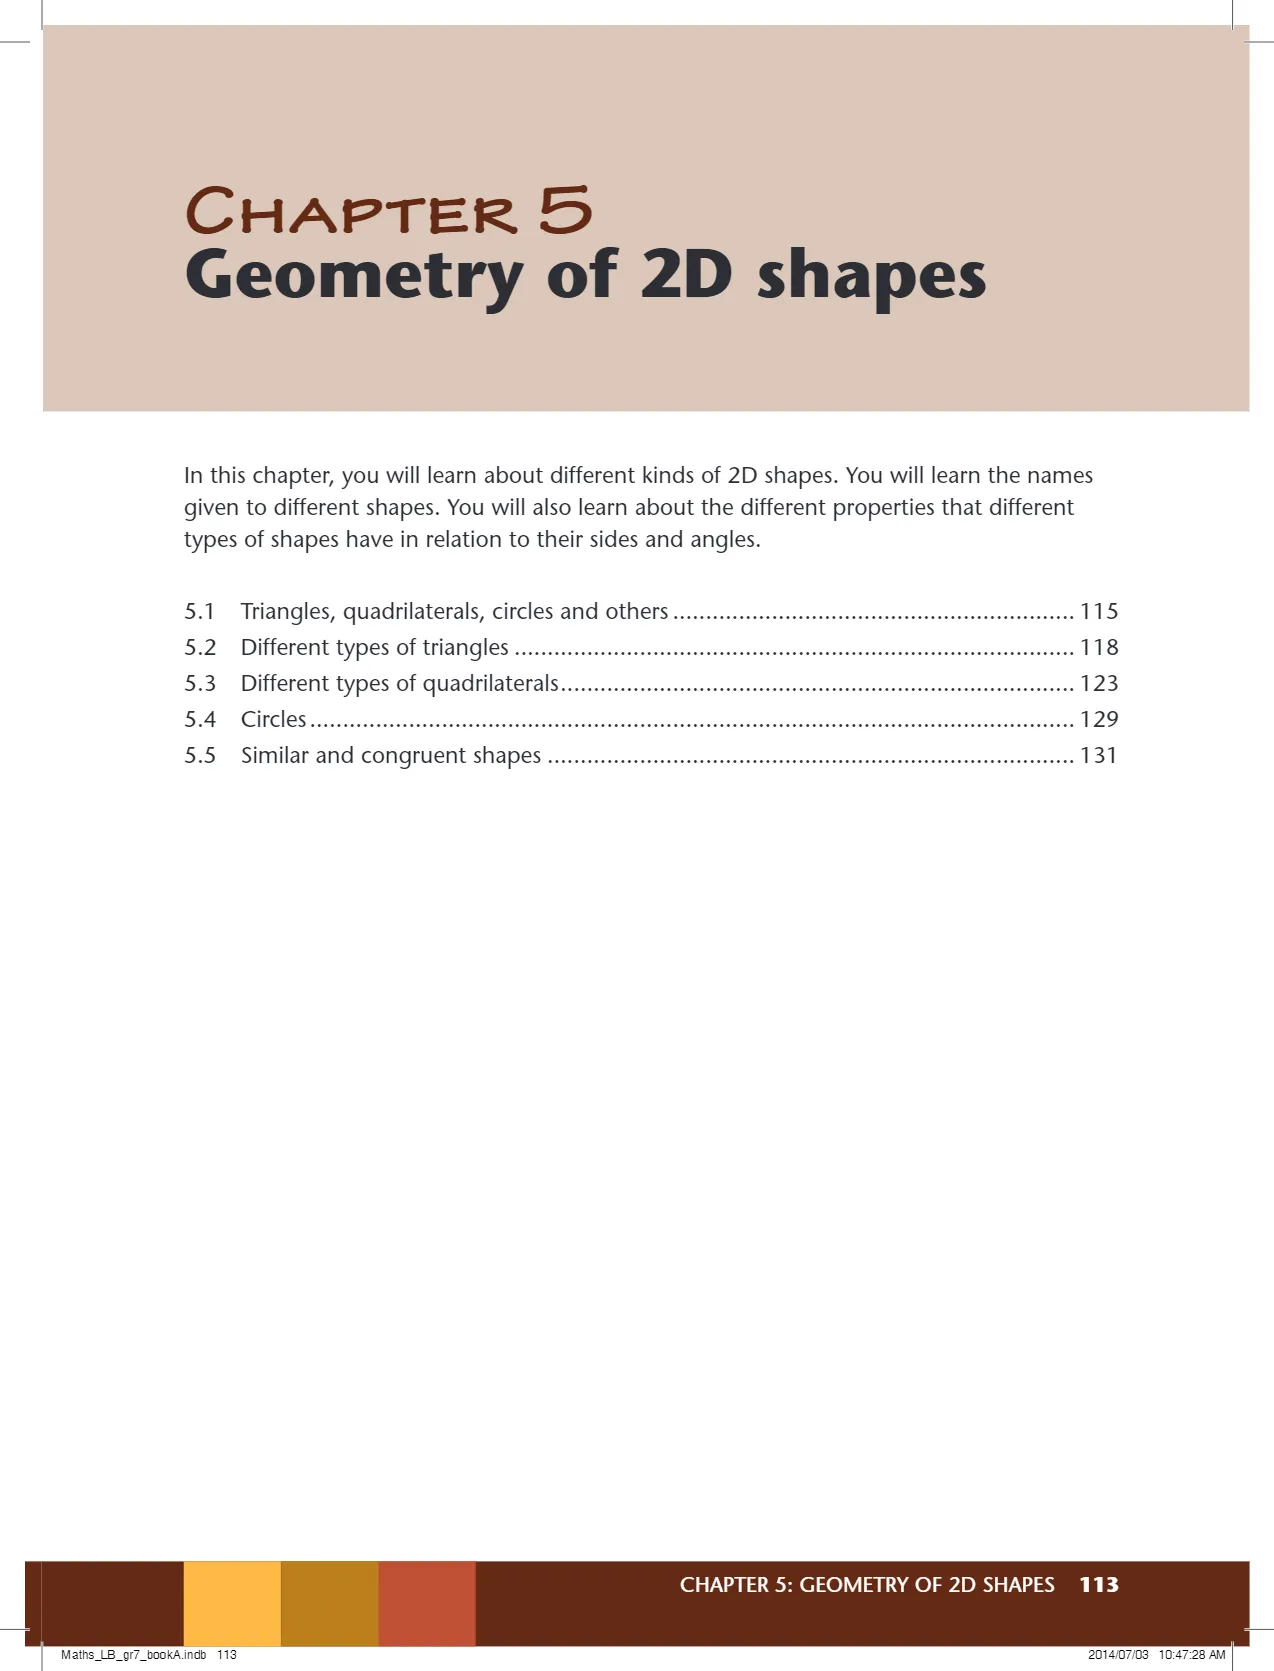 Chapter 5
Geometry of 2D shapes
In this chapter, you will learn about different kinds of 2D shapes. You will learn the names
given to different shapes. You will also learn about the different properties that different
types of shapes have in relation to their sides and angles.
5.1 Triangles, quadrilaterals, circles and others ............................................................. 115
5.2 Different types of triangles ..................................................................................... 118
5.3 Different types of quadrilaterals.............................................................................. 123
5.4 Circles.................................................................................................................... 129
5.5 Similar and congruent shapes ................................................................................ 131
CHAPTER 5: GEOMETRY OF 2D SHAPES 113
Maths_LB_gr7_bookA.indb 113 2014/07/03 10:47:28 AM